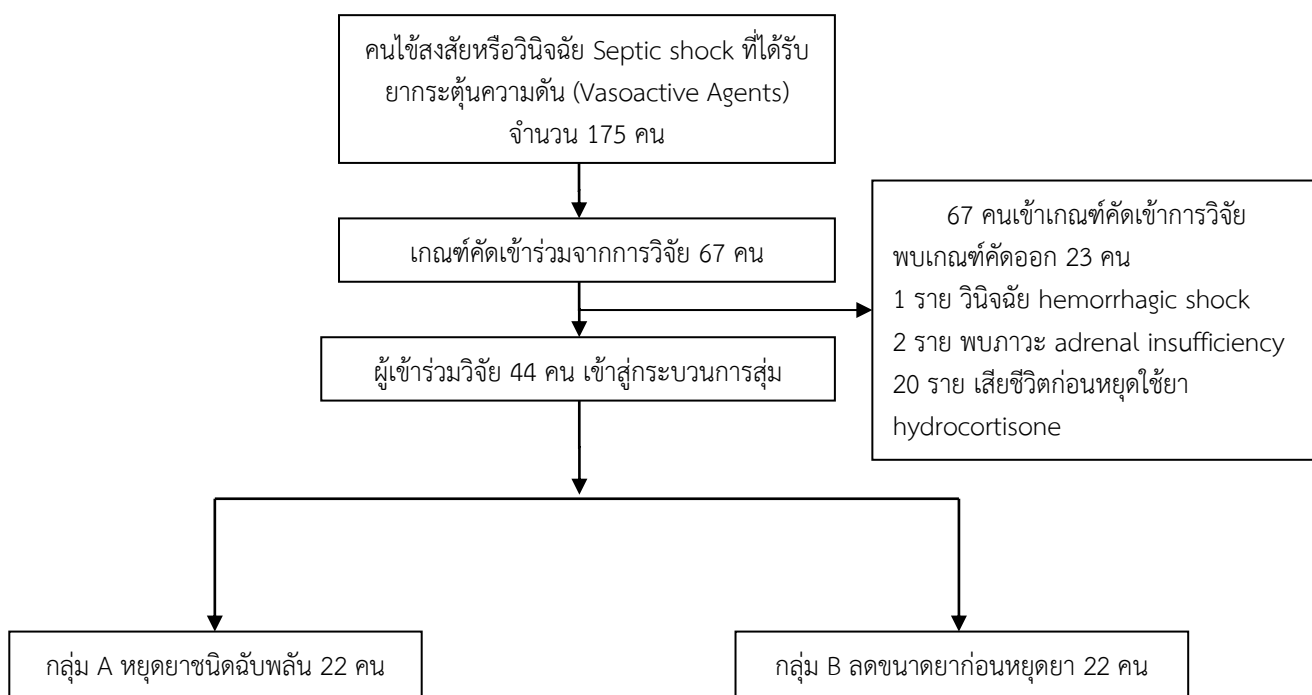 คนไข้สงสัยหรือวินิจฉัย Septic shock ที่ได้รับ
ยากระตุ้นความดัน (Vasoactive Agents)
จำนวน 175 คน
เกณฑ์คัดเข้าร่วมจากการวิจัย 67 คน
67 คนเข้าเกณฑ์คัดเข้าการวิจัย
พบเกณฑ์คัดออก 23 คน
1 ราย วินิจฉัย hemorrhagic shock
2 ราย พบภาวะ adrenal insufficiency
20 ราย เสียชีวิตก่อนหยุดใช้ยา
hydrocortisone
ผู้เข้าร่วมวิจัย 44 คน เข้าสู่กระบวนการสุ่ม
กลุ่ม A หยุดยาชนิดฉับพลัน 22 คน
กลุ่ม B ลดขนาดยาก่อนหยุดยา 22 คน